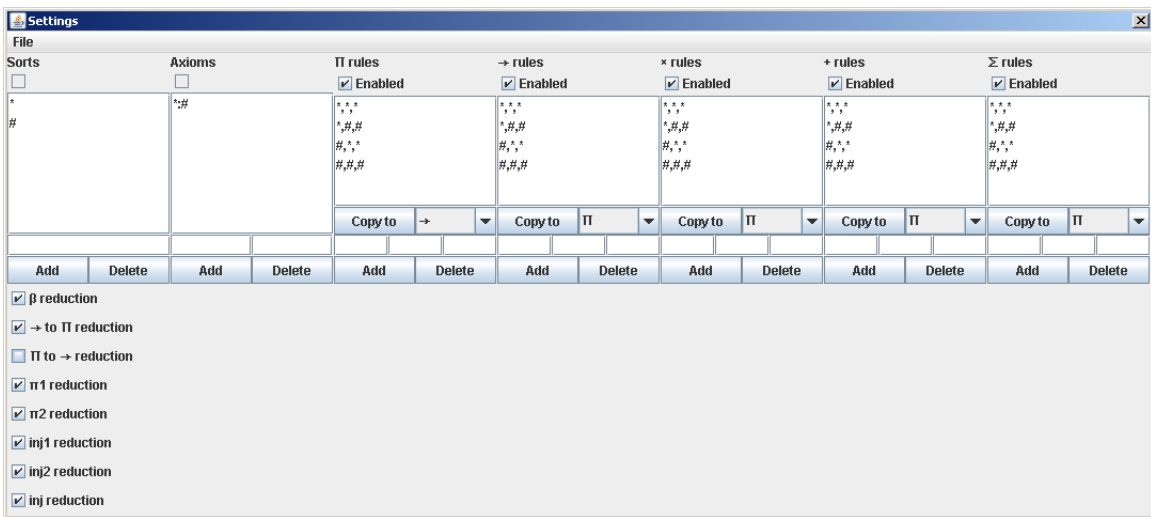 Settings
File
Sorts Axioms Π rules → rules × rules + rules Σ rules
Enabled Enabled Enabled Enabled Enabled
* *:# *,*,* *,*,* *,*,* *,*,* *,*,*
# *,#,# *,#,# *,#,# *,#,# *,#,#
#,*,* #,*,* #,*,* #,*,* #,*,*
#,#,# #,#,# #,#,# #,#,# #,#,#
Copy to → Copy to Π Copy to Π Copy to Π Copy to Π
Add Delete Add Delete Add Delete Add Delete Add Delete Add Delete Add Delete
β reduction
→ to Π reduction
Π to → reduction
π1 reduction
π2 reduction
inj1 reduction
inj2 reduction
inj reduction